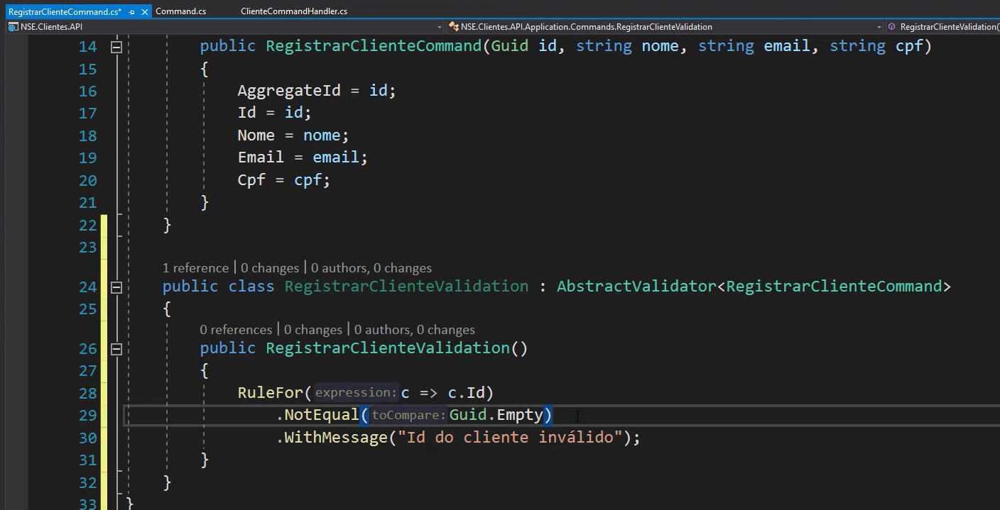 RegistrarClienteCommand.cs*
Command.cs
ClienteCommandHandler.cs
NSE.Clientes.API
NSE.Clientes.API.Application.Commands.RegistrarClienteValidation
RegistrarClienteValidation()
14 public RegistrarClienteCommand(Guid id, string nome, string email, string cpf)
15 {
16 AggregateId = id;
17 Id = id;
18 Nome = nome;
19 Email = email;
20 Cpf = cpf;
21 }
22 }
23
1 reference | 0 changes | 0 authors, 0 changes
24 public class RegistrarClienteValidation : AbstractValidator<RegistrarClienteCommand>
25 {
0 references | 0 changes | 0 authors, 0 changes
26 public RegistrarClienteValidation()
27 {
28 RuleFor(expression: c => c.Id)
29 .NotEqual(toCompare: Guid.Empty)
30 .WithMessage("Id do cliente inválido");
31 }
32 }
33 }